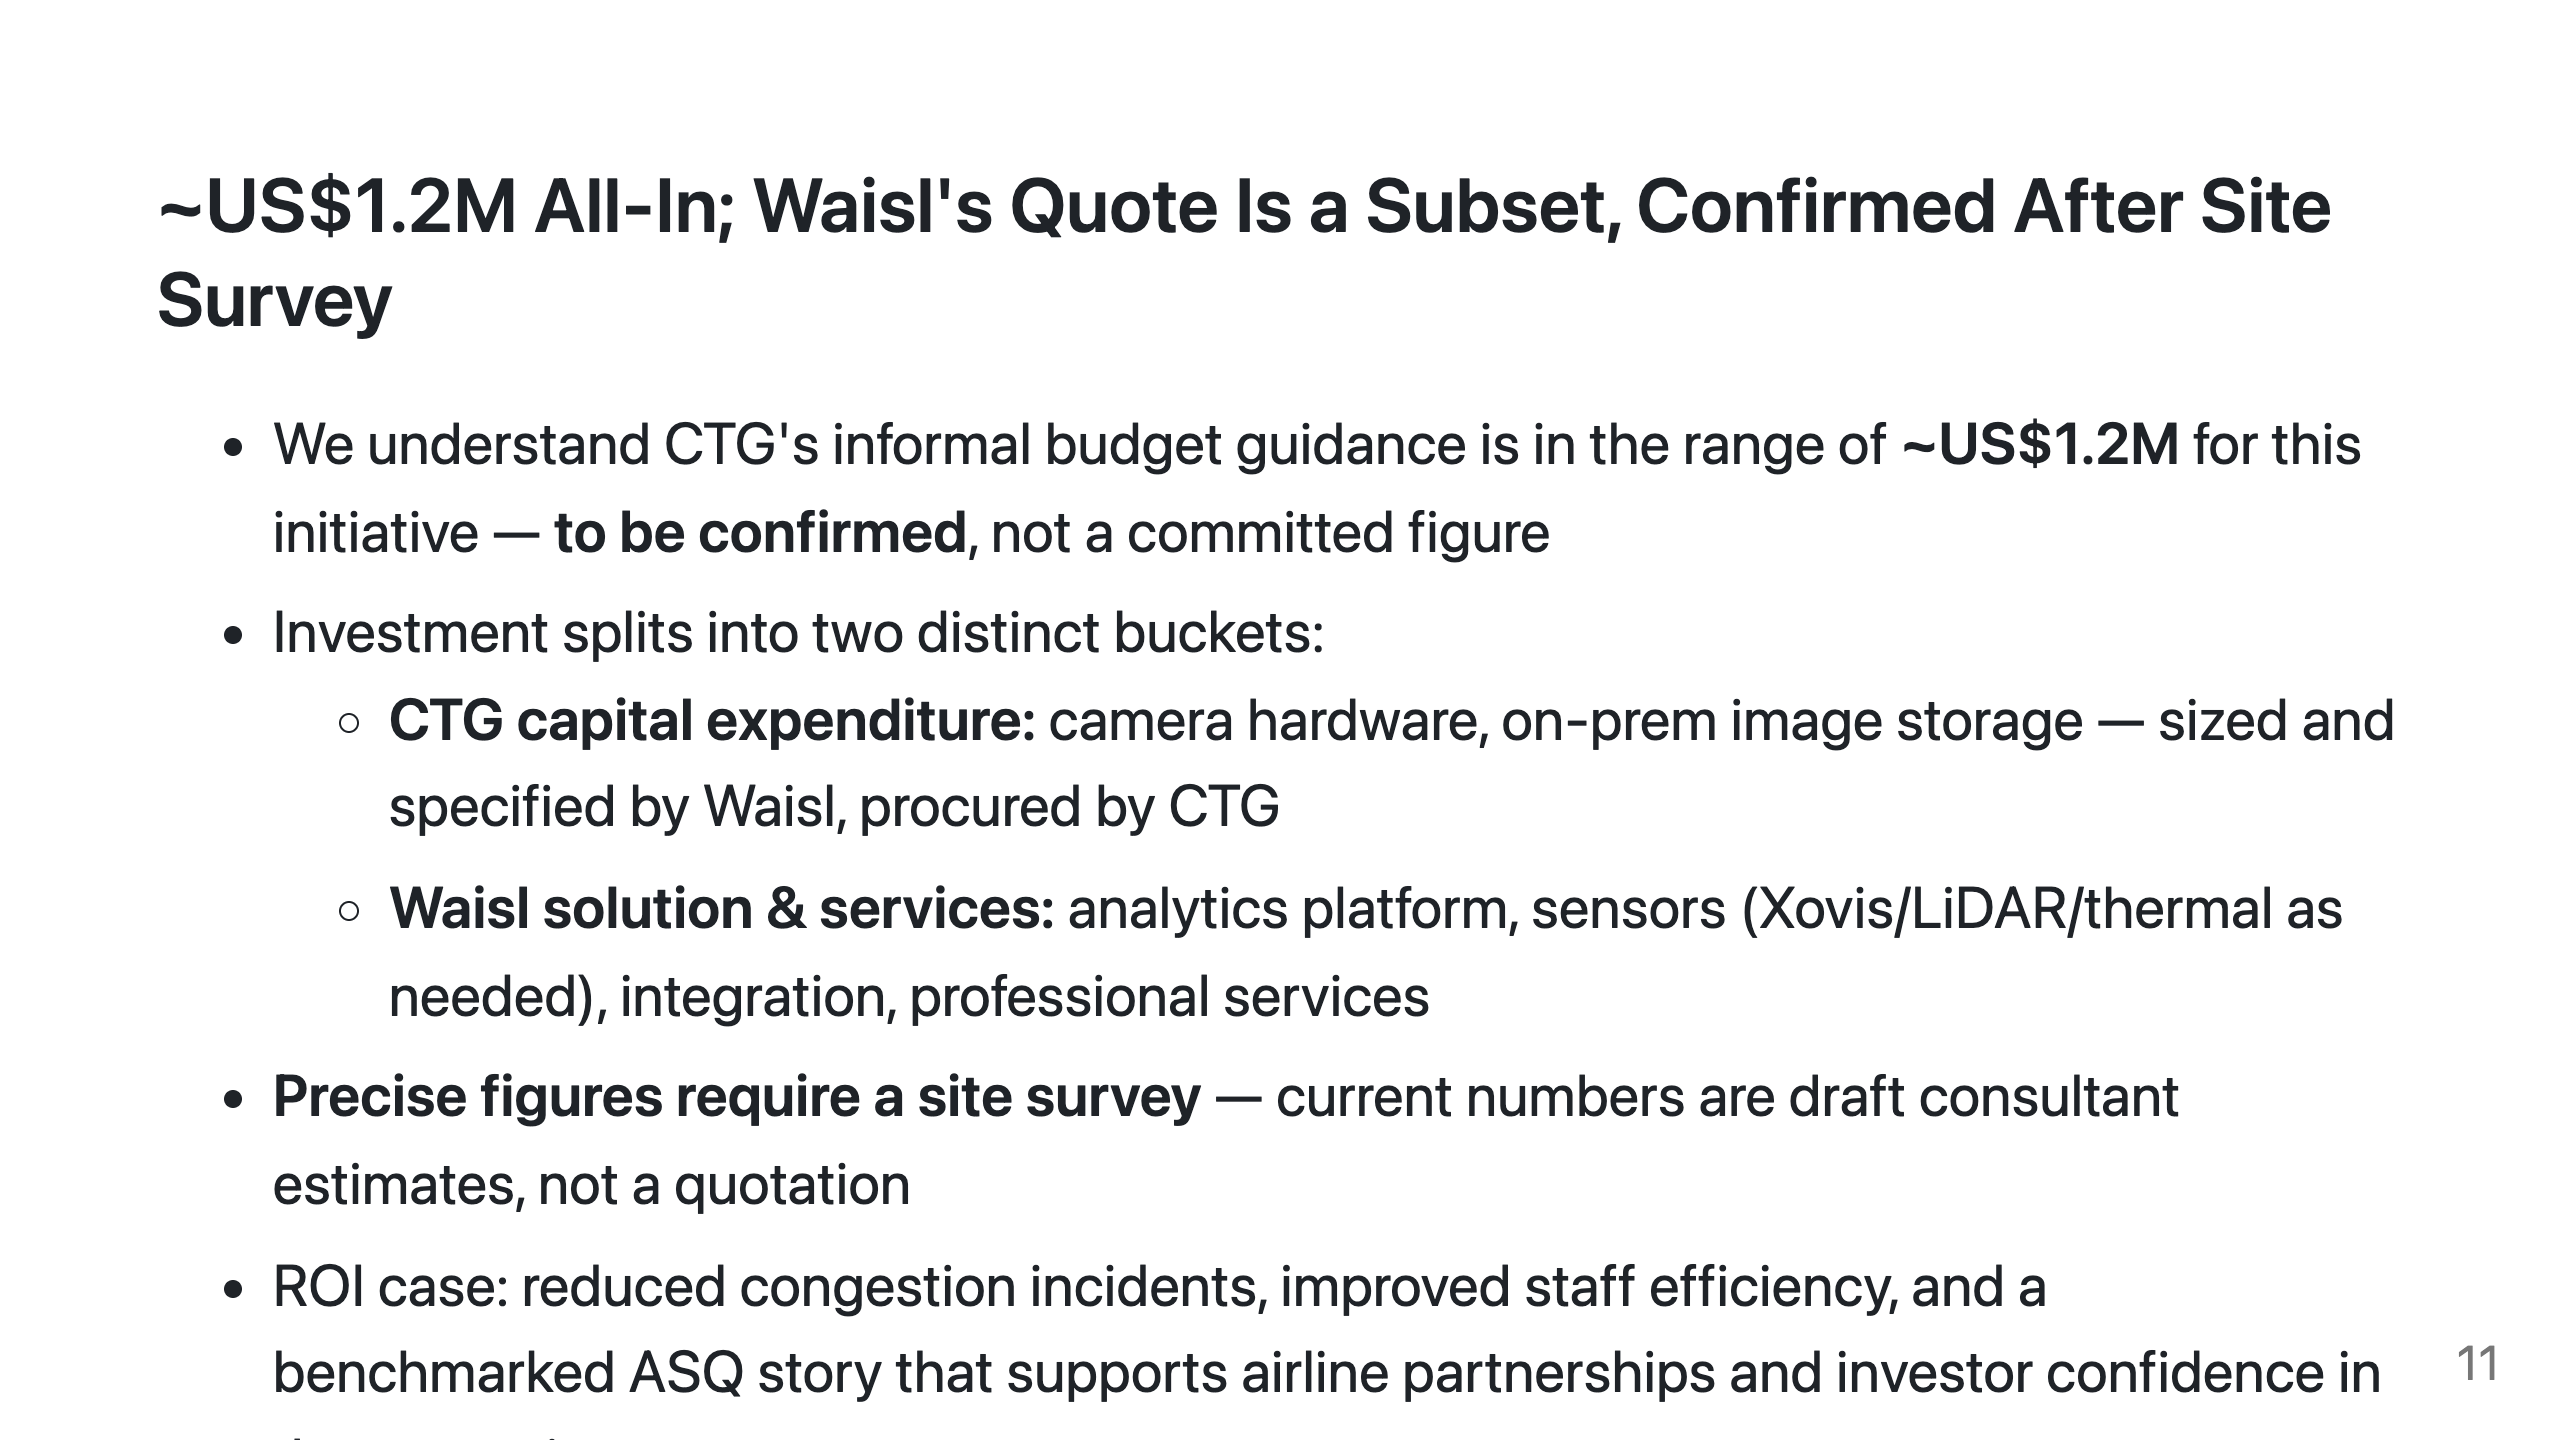 ~US$1.2M All-In; Waisl's Quote Is a Subset, Confirmed After Site
Survey
• We understand CTG's informal budget guidance is in the range of ~US$1.2M for this
initiative — to be confirmed, not a committed figure
• Investment splits into two distinct buckets:
○ CTG capital expenditure: camera hardware, on-prem image storage — sized and
specified by Waisl, procured by CTG
○ Waisl solution & services: analytics platform, sensors (Xovis/LiDAR/thermal as
needed), integration, professional services
• Precise figures require a site survey — current numbers are draft consultant
estimates, not a quotation
• ROI case: reduced congestion incidents, improved staff efficiency, and a
benchmarked ASQ story that supports airline partnerships and investor confidence in
11